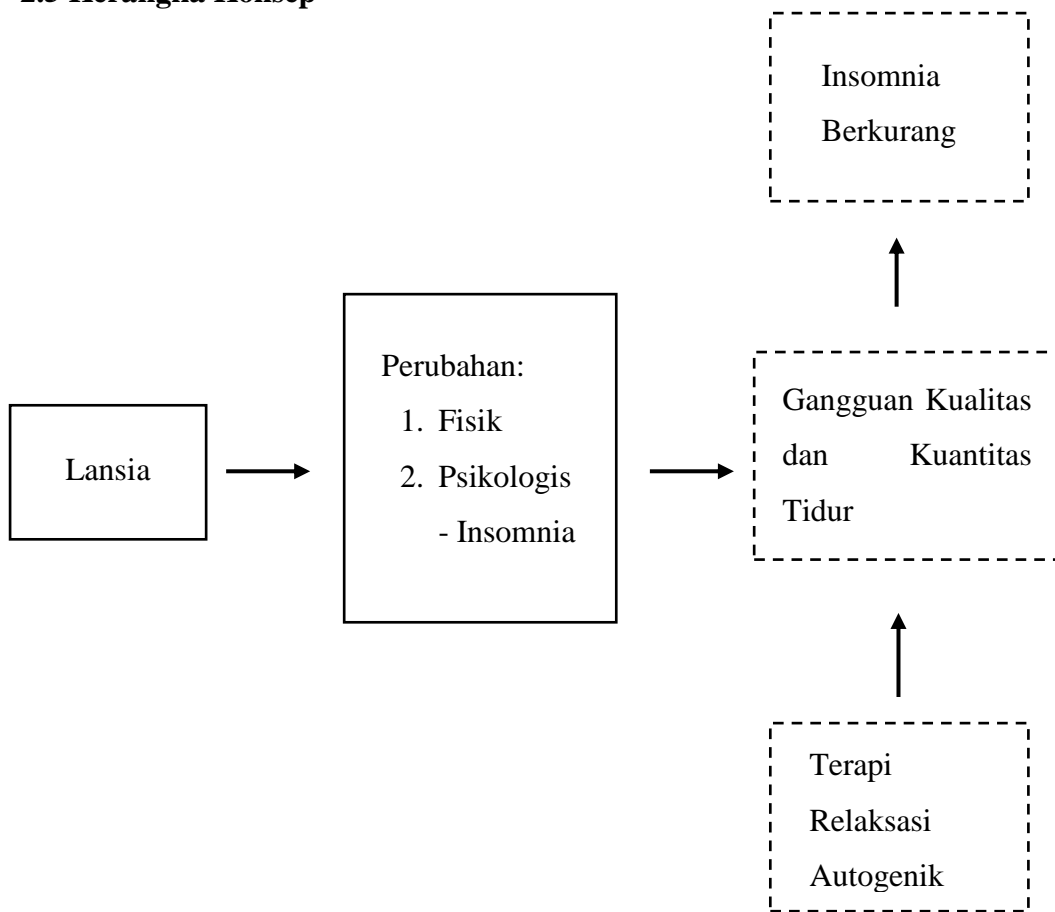 Insomnia
Berkurang
Perubahan:
1. Fisik
2. Psikologis
- Insomnia
Lansia
Gangguan Kualitas
dan Kuantitas
Tidur
Terapi
Relaksasi
Autogenik